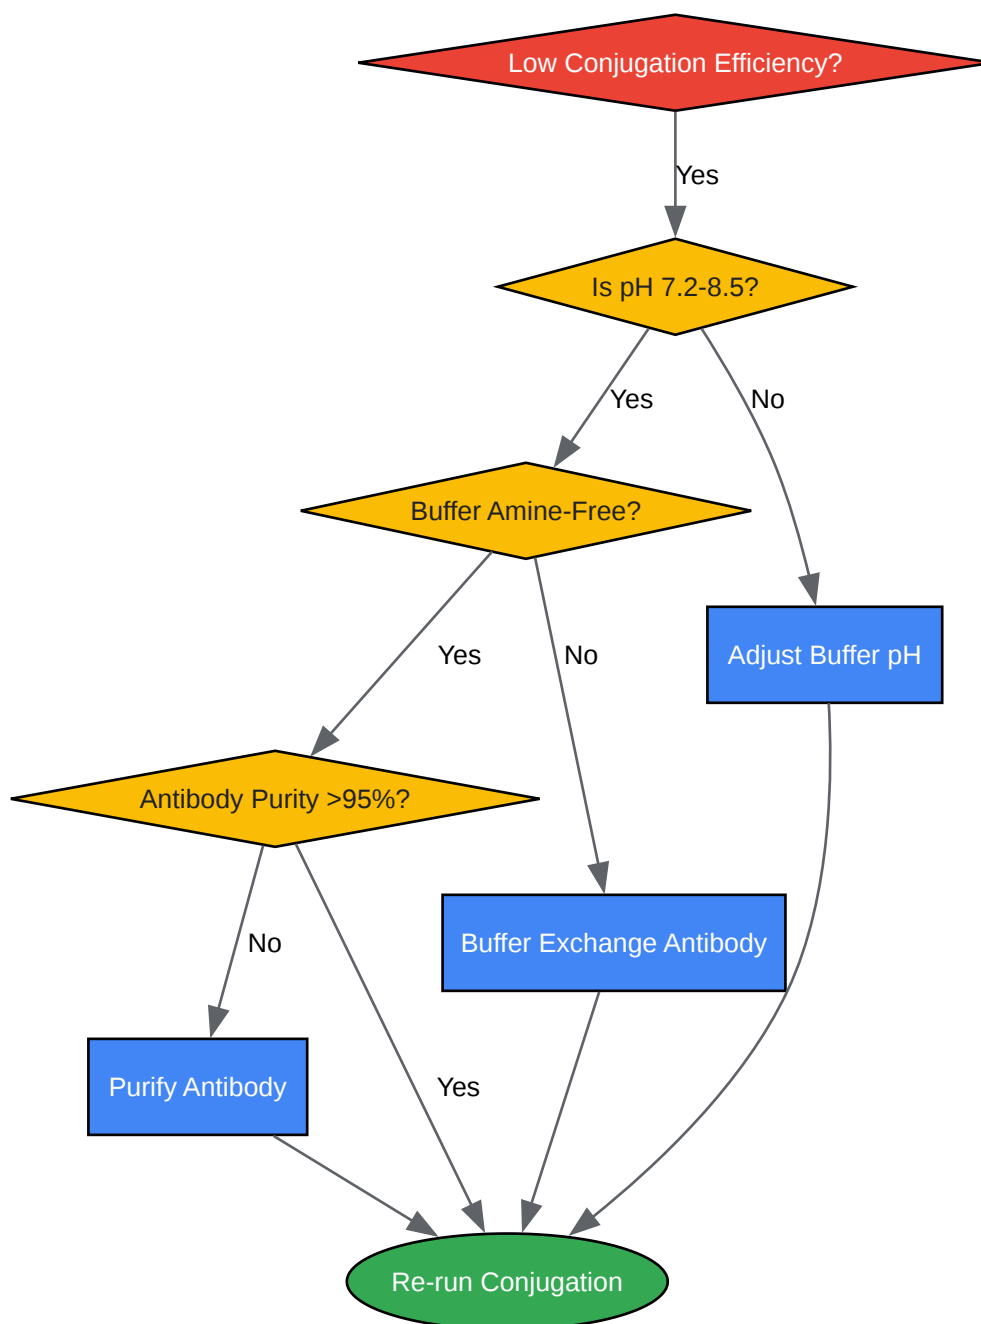 Low Conjugation Efficiency?
Yes
Is pH 7.2-8.5?
Yes
No
Buffer Amine-Free?
Yes
No
Adjust Buffer pH
Antibody Purity >95%?
No
Buffer Exchange Antibody
Purify Antibody
Yes
Re-run Conjugation